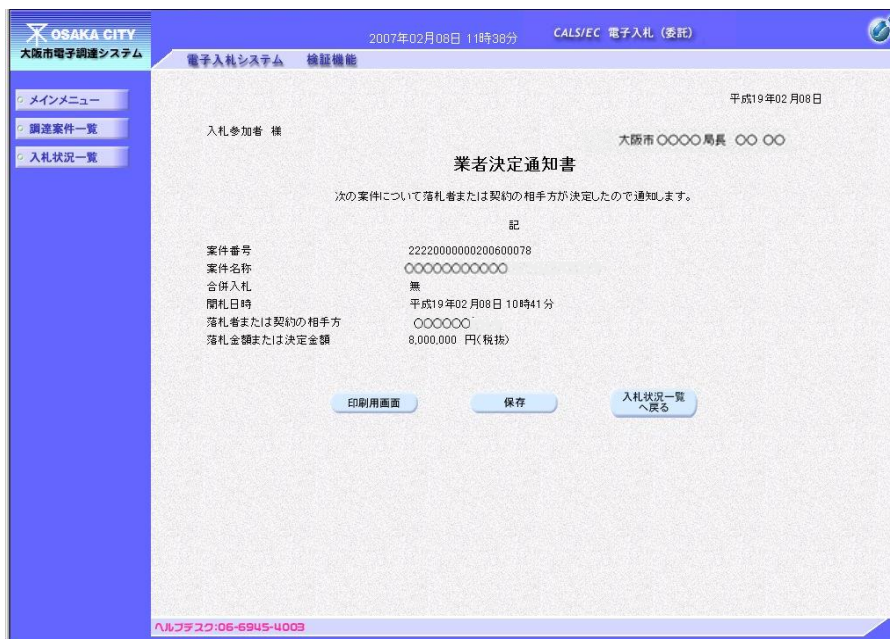 OSAKA CITY
大阪市電子調達システム
2007年02月08日 11時38分
CALS/EC 電子入札（委託）
電子入札システム 検証機能
メインメニュー
調達案件一覧
入札状況一覧
平成19年02月08日
入札参加者 様
大阪市○○○○局長 ○○ ○○
業者決定通知書
次の案件について落札者または契約の相手方が決定したので通知します。
記
案件番号 22220000000200600078
案件名称 ○○○○○○○○○○○
合併入札 無
開札日時 平成19年02月08日 10時41分
落札者または契約の相手方 ○○○○○○
落札金額または決定金額 8,000,000 円(税抜)
印刷用画面
保存
入札状況一覧
へ戻る
ヘルプデスク:06-6945-4003